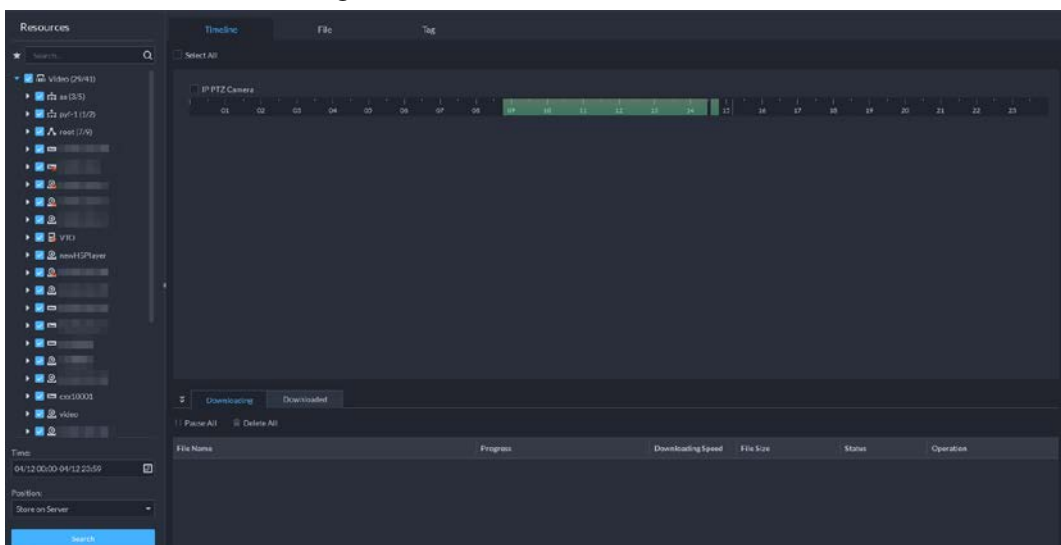 Resources
Timeline File Tag
Search...
Select All
Video (29/41)
IP PTZ Camera
01 02 03 04 05 06 07 08 09 10 11 12 13 14 15 16 17 18 19 20 21 22 23
root (7/9)
VTO
newHSPlayer
video
Downloading Downloaded
Pause All Delete All
File Name Progress Downloading Speed File Size Status Operation
Time:
04/12 00:00-04/12 23:59
Position:
Store on Server
Search